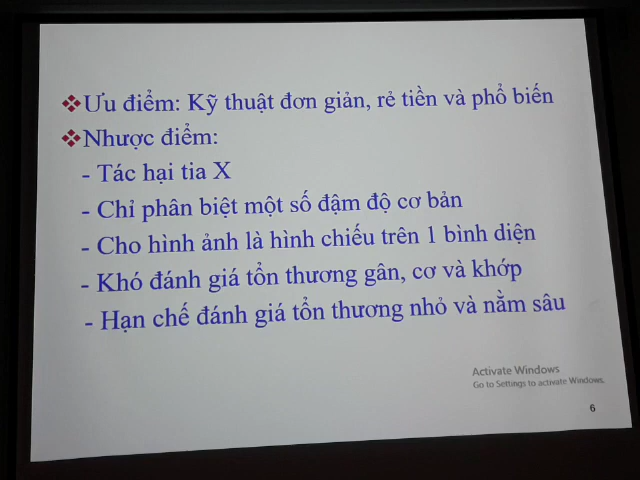 ❖Ưu điểm: Kỹ thuật đơn giản, rẻ tiền và phổ biến
❖Nhược điểm:
- Tác hại tia X
- Chỉ phân biệt một số đậm độ cơ bản
- Cho hình ảnh là hình chiếu trên 1 bình diện
- Khó đánh giá tổn thương gân, cơ và khớp
- Hạn chế đánh giá tổn thương nhỏ và nằm sâu
Activate Windows
Go to Settings to activate Windows.
6